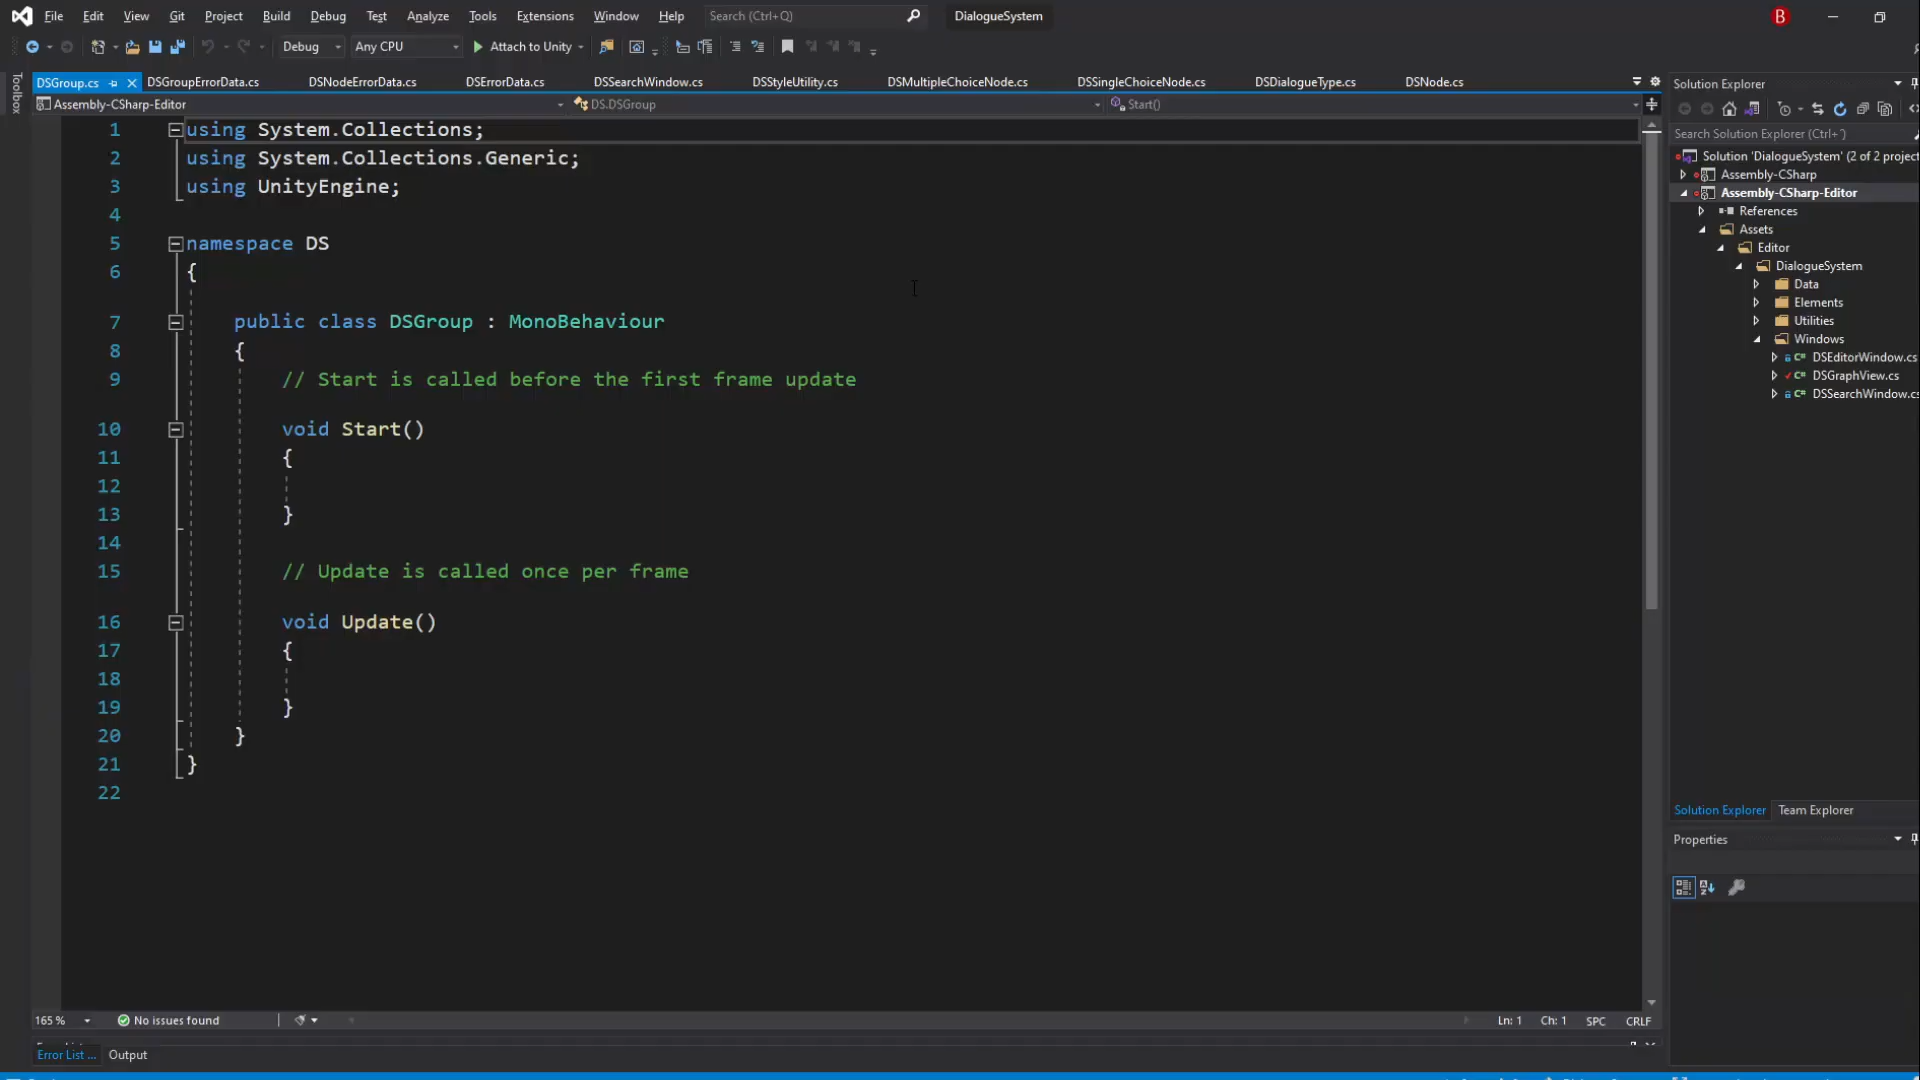 File Edit View Git Project Build Debug Test Analyze Tools Extensions Window Help Search (Ctrl+Q) DialogueSystem B
Debug Any CPU Attach to Unity
Toolbox
DSGroup.cs DSGroupErrorData.cs DSNodeErrorData.cs DSErrorData.cs DSSearchWindow.cs DSStyleUtility.cs DSMultipleChoiceNode.cs DSSingleChoiceNode.cs DSDialogueType.cs DSNode.cs
Assembly-CSharp-Editor DS.DSGroup Start()
1 using System.Collections;
2 using System.Collections.Generic;
3 using UnityEngine;
4
5 namespace DS
6 {
7 public class DSGroup : MonoBehaviour
8 {
9 // Start is called before the first frame update
10 void Start()
11 {
12
13 }
14
15 // Update is called once per frame
16 void Update()
17 {
18
19 }
20 }
21 }
22
165 % No issues found Ln: 1 Ch: 1 SPC CRLF
Error List ... Output
Solution Explorer
Search Solution Explorer (Ctrl+')
Solution 'DialogueSystem' (2 of 2 project
Assembly-CSharp
Assembly-CSharp-Editor
References
Assets
Editor
DialogueSystem
Data
Elements
Utilities
Windows
DSEditorWindow.cs
DSGraphView.cs
DSSearchWindow.cs
Solution Explorer Team Explorer
Properties